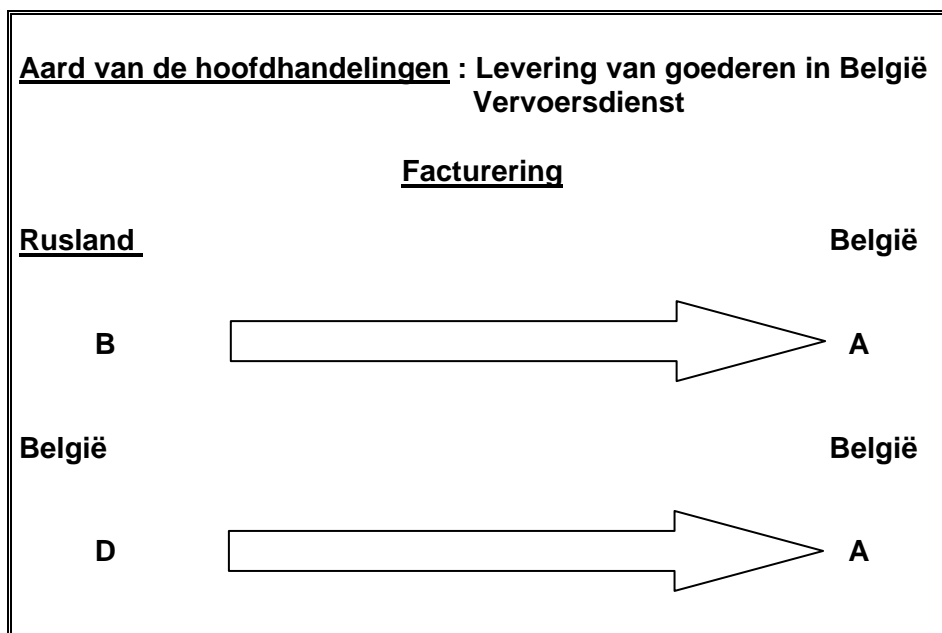 Aard van de hoofdhandelingen : Levering van goederen in België
Vervoersdienst
Facturering
Rusland België
B A
België België
D A